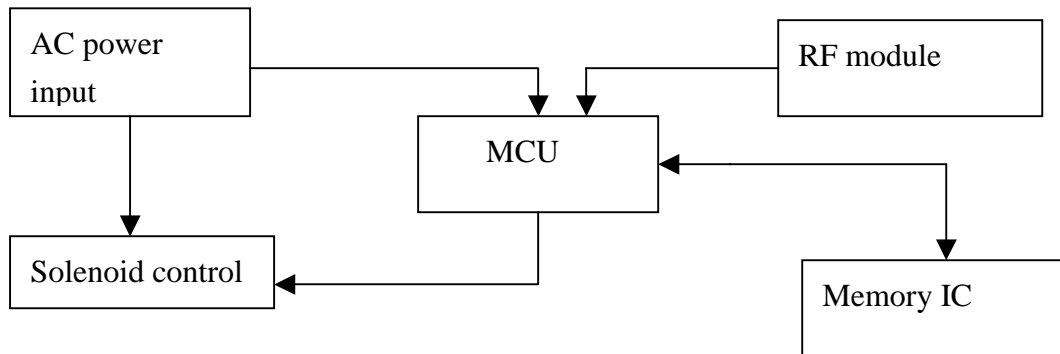 AC power
input
RF module
MCU
Solenoid control
Memory IC